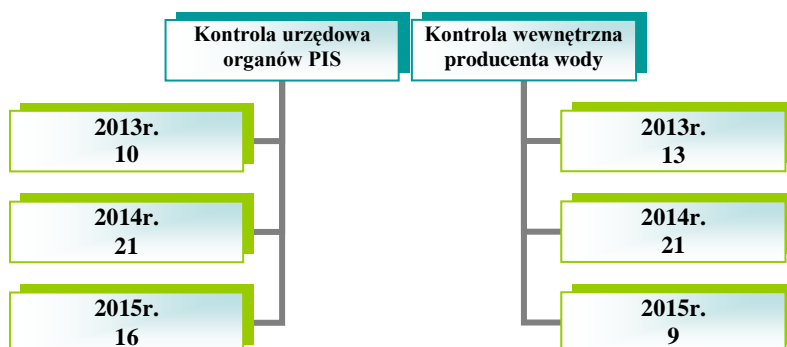 Kontrola urzędowa
organów PIS
Kontrola wewnętrzna
producenta wody
2013r.
10
2014r.
21
2015r.
16
2013r.
13
2014r.
21
2015r.
9